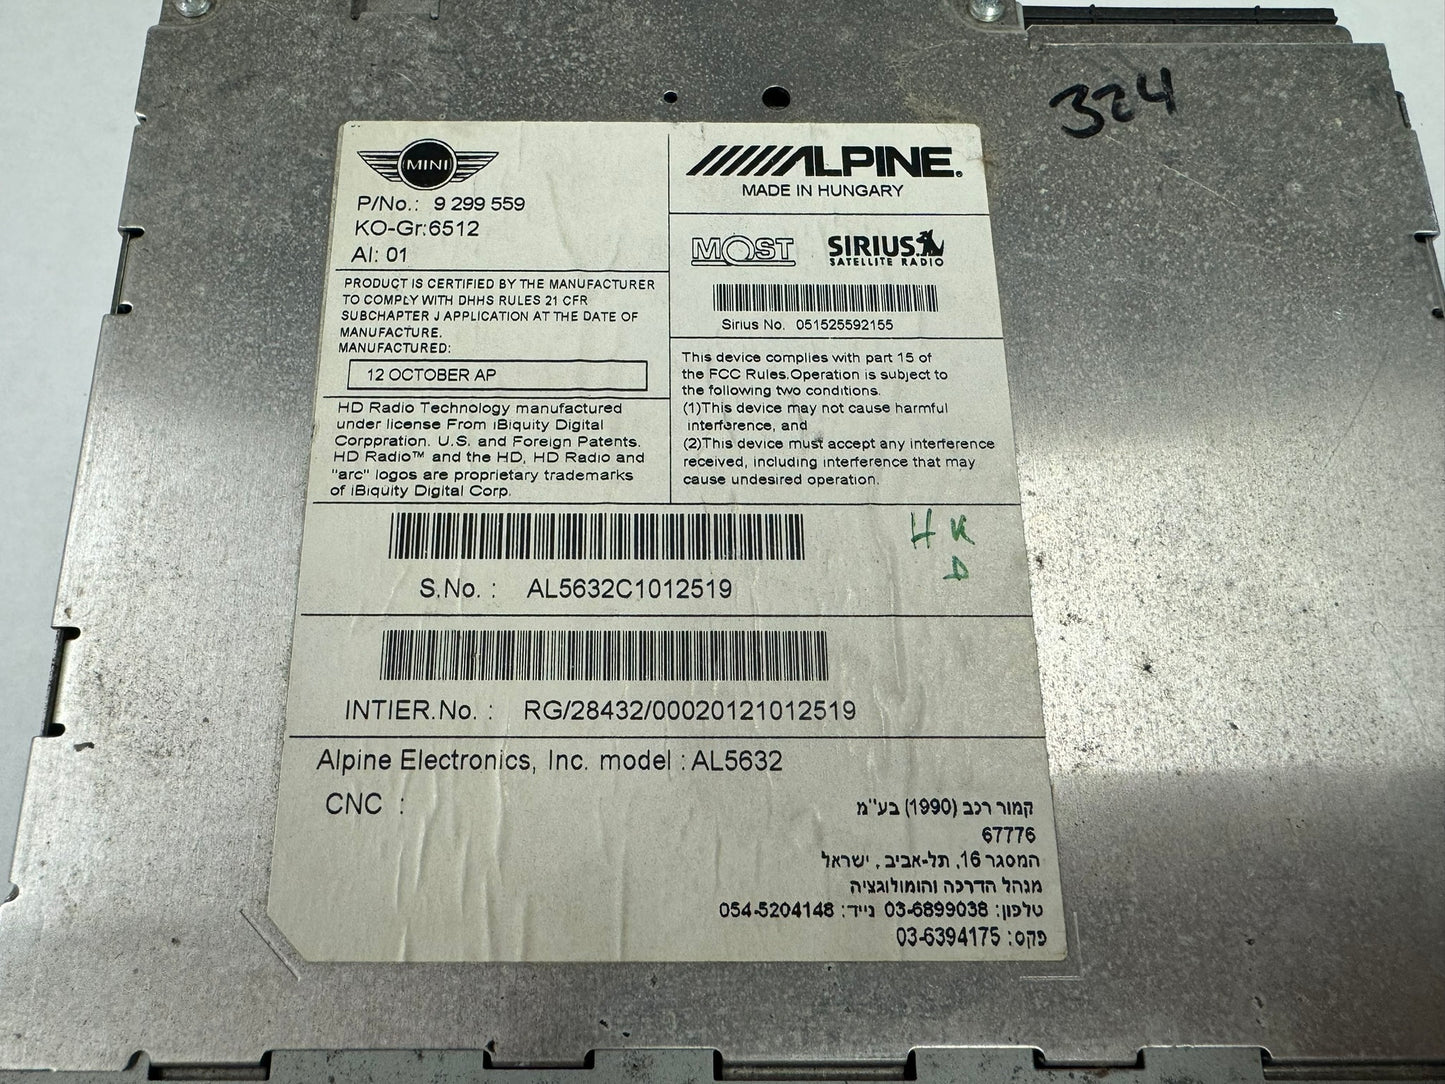 324
MINI
P/No.: 9 299 559
KO-Gr:6512
AI: 01
PRODUCT IS CERTIFIED BY THE MANUFACTURER
TO COMPLY WITH DHHS RULES 21 CFR
SUBCHAPTER J APPLICATION AT THE DATE OF
MANUFACTURE.
MANUFACTURED:
12 OCTOBER AP
HD Radio Technology manufactured
under license From iBiquity Digital
Corppration. U.S. and Foreign Patents.
HD Radio™ and the HD, HD Radio and
"arc" logos are proprietary trademarks
of iBiquity Digital Corp.
ALPINE®
MADE IN HUNGARY
MOST
SIRIUS
SATELLITE RADIO
Sirius No. 051525592155
This device complies with part 15 of
the FCC Rules.Operation is subject to
the following two conditions.
(1)This device may not cause harmful
interference, and
(2)This device must accept any interference
received, including interference that may
cause undesired operation.
H K
D
S.No. : AL5632C1012519
INTIER.No. : RG/28432/00020121012519
Alpine Electronics, Inc. model : AL5632
CNC :
קמור רכב (1990) בע''מ
67776
המסגר 16, תל-אביב, ישראל
מנהל הדרכה והומולוגציה
טלפון: 03-6899038 נייד: 054-5204148
פקס: 03-6394175